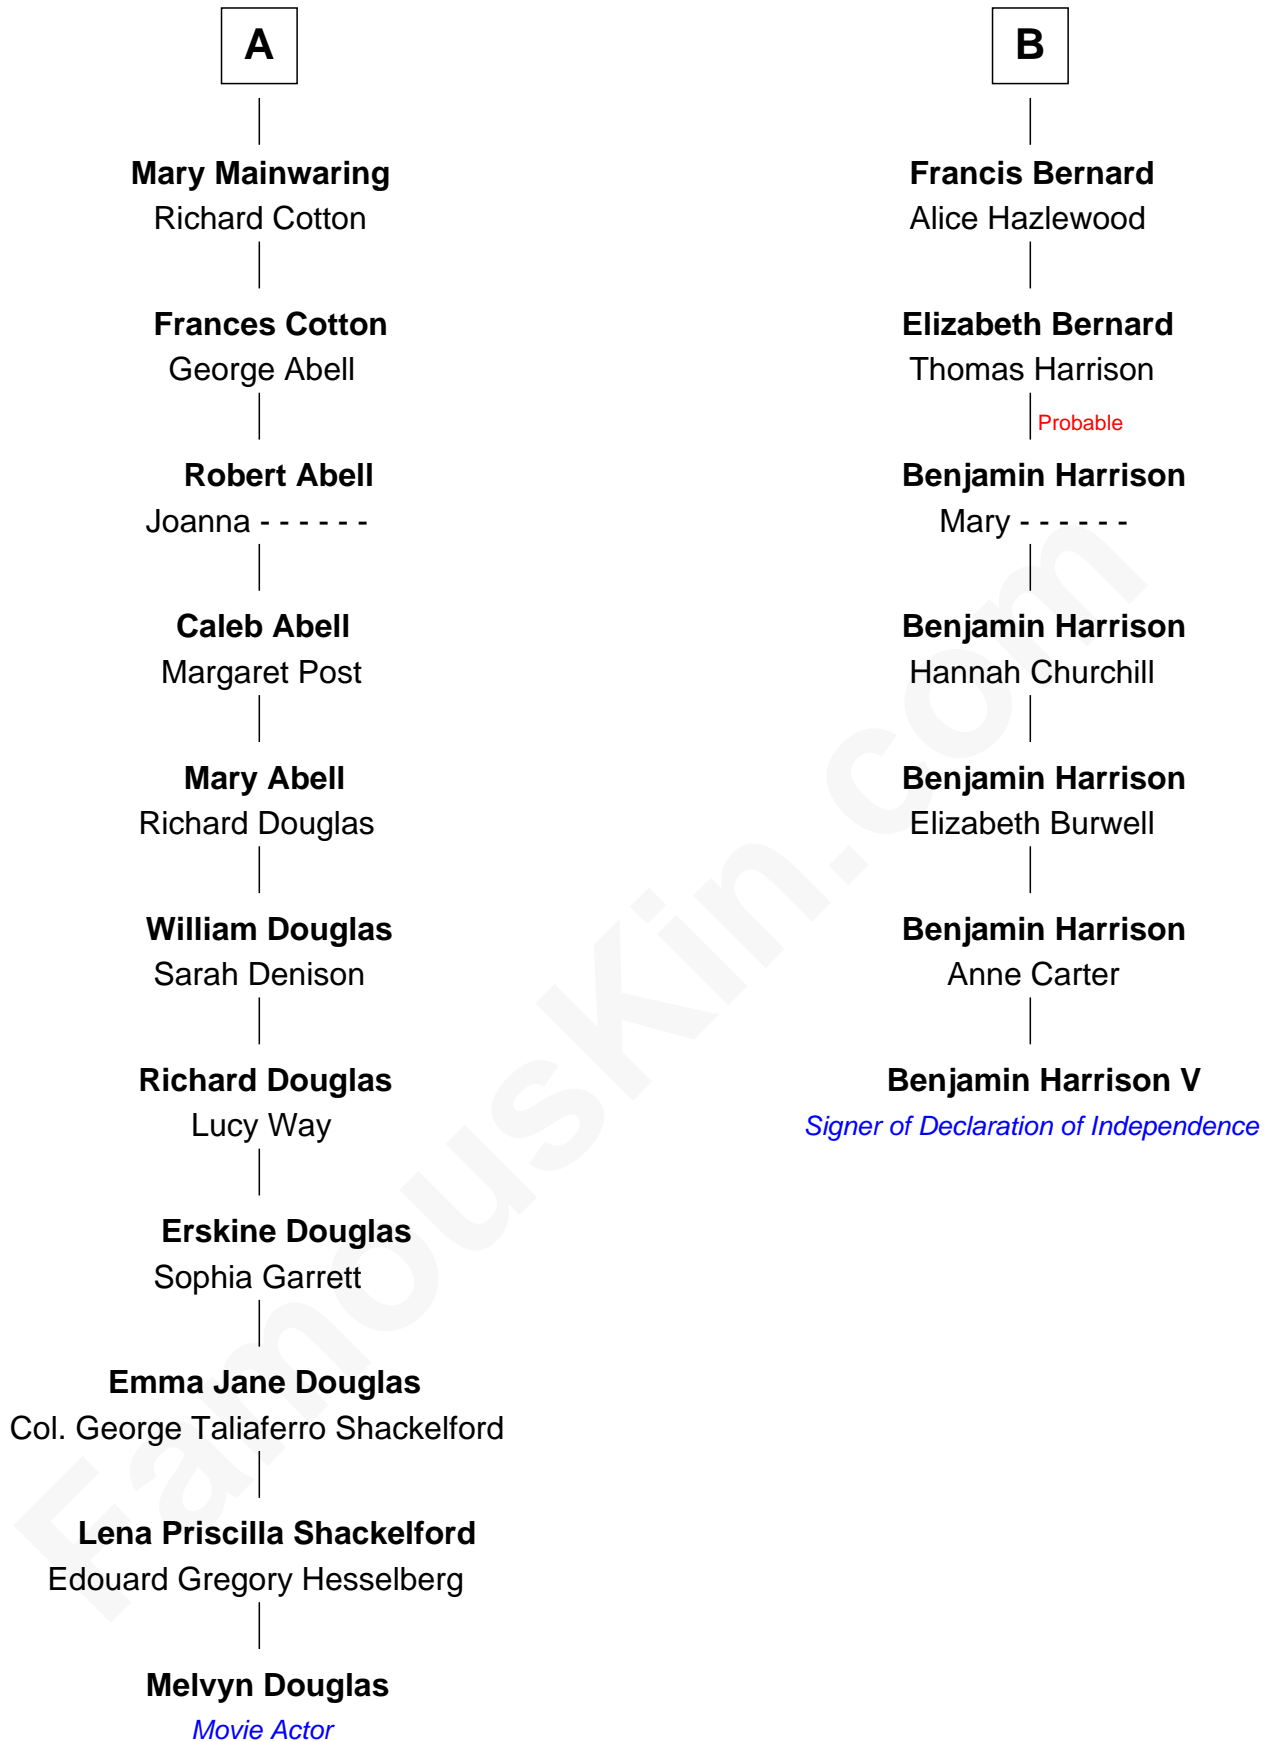 A
Mary Mainwaring
Richard Cotton
Frances Cotton
George Abell
Robert Abell
Joanna - - - - - -
Caleb Abell
Margaret Post
Mary Abell
Richard Douglas
William Douglas
Sarah Denison
Richard Douglas
Lucy Way
Erskine Douglas
Sophia Garrett
Emma Jane Douglas
Col. George Taliaferro Shackelford
Lena Priscilla Shackelford
Edouard Gregory Hesselberg
Melvyn Douglas
Movie Actor
B
Francis Bernard
Alice Hazlewood
Elizabeth Bernard
Thomas Harrison
Probable
Benjamin Harrison
Mary - - - - - -
Benjamin Harrison
Hannah Churchill
Benjamin Harrison
Elizabeth Burwell
Benjamin Harrison
Anne Carter
Benjamin Harrison V
Signer of Declaration of Independence
FamousKin.com